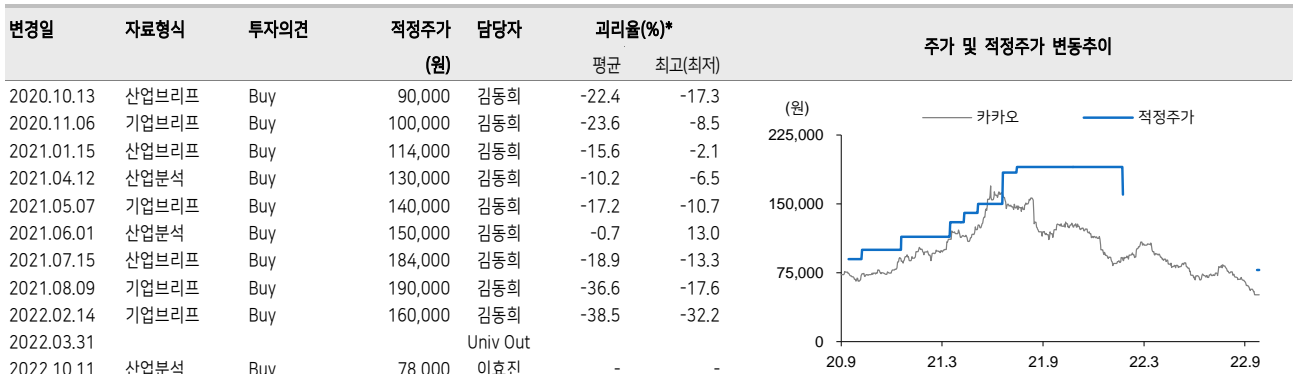 변경일 자료형식 투자의견 적정주가 담당자 괴리율(%)* 주가 및 적정주가 변동추이
(원) 평균 최고(최저)
2020.10.13 산업브리프 Buy 90,000 김동희 -22.4 -17.3
2020.11.06 기업브리프 Buy 100,000 김동희 -23.6 -8.5
2021.01.15 산업브리프 Buy 114,000 김동희 -15.6 -2.1
2021.04.12 산업분석 Buy 130,000 김동희 -10.2 -6.5
2021.05.07 기업브리프 Buy 140,000 김동희 -17.2 -10.7
2021.06.01 산업분석 Buy 150,000 김동희 -0.7 13.0
2021.07.15 산업브리프 Buy 184,000 김동희 -18.9 -13.3
2021.08.09 기업브리프 Buy 190,000 김동희 -36.6 -17.6
2022.02.14 기업브리프 Buy 160,000 김동희 -38.5 -32.2
2022.03.31 Univ Out
2022.10.11 산업분석 Buy 78,000 이효진 - -
(원) 카카오 적정주가
225,000
150,000
75,000
0
20.9 21.3 21.9 22.3 22.9